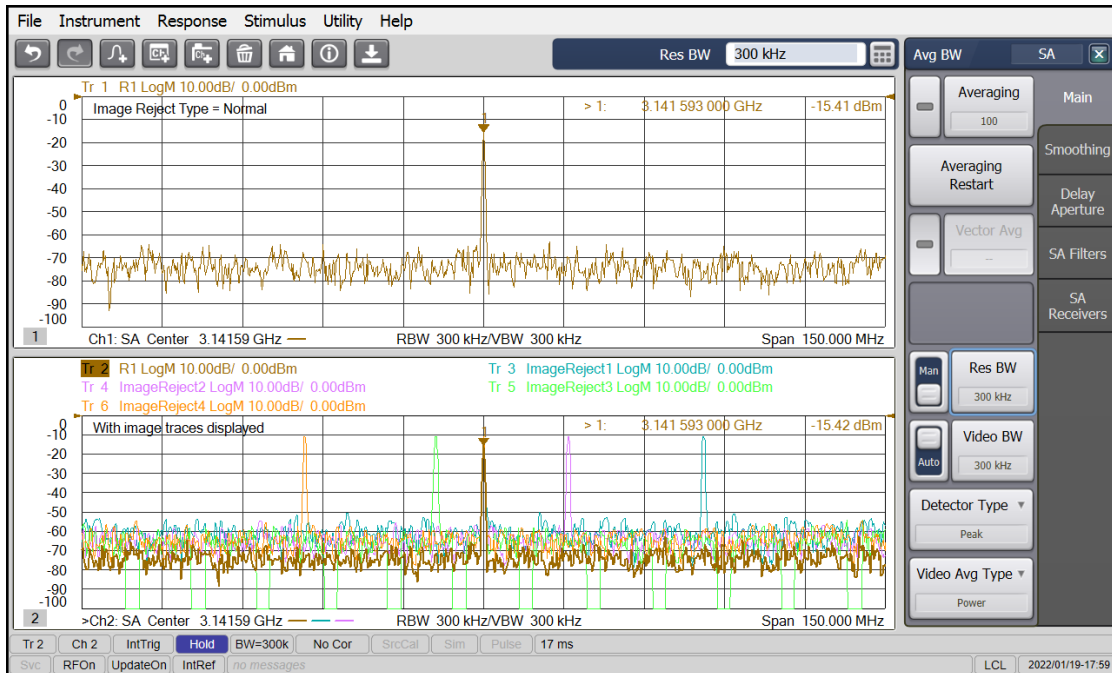 File Instrument Response Stimulus Utility Help
Res BW 300 kHz
Avg BW SA
Tr 1 R1 LogM 10.00dB/ 0.00dBm
Image Reject Type = Normal
> 1: 3.141 593 000 GHz -15.41 dBm
1
0
-10
-20
-30
-40
-50
-60
-70
-80
-90
-100
1
Ch1: SA Center 3.14159 GHz
RBW 300 kHz/VBW 300 kHz
Span 150.000 MHz
Tr 2 R1 LogM 10.00dB/ 0.00dBm
Tr 3 ImageReject1 LogM 10.00dB/ 0.00dBm
Tr 4 ImageReject2 LogM 10.00dB/ 0.00dBm
Tr 5 ImageReject3 LogM 10.00dB/ 0.00dBm
Tr 6 ImageReject4 LogM 10.00dB/ 0.00dBm
With image traces displayed
> 1: 3.141 593 000 GHz -15.42 dBm
1
0
-10
-20
-30
-40
-50
-60
-70
-80
-90
-100
2
>Ch2: SA Center 3.14159 GHz
RBW 300 kHz/VBW 300 kHz
Span 150.000 MHz
Averaging
100
Averaging
Restart
Vector Avg
--
Man
Res BW
300 kHz
Auto
Video BW
300 kHz
Detector Type
Peak
Video Avg Type
Power
Main
Smoothing
Delay
Aperture
SA Filters
SA
Receivers
Tr 2 Ch 2 IntTrig Hold BW=300k No Cor SrcCal Sim Pulse 17 ms
Svc RFOn UpdateOn IntRef no messages LCL 2022/01/19-17:59